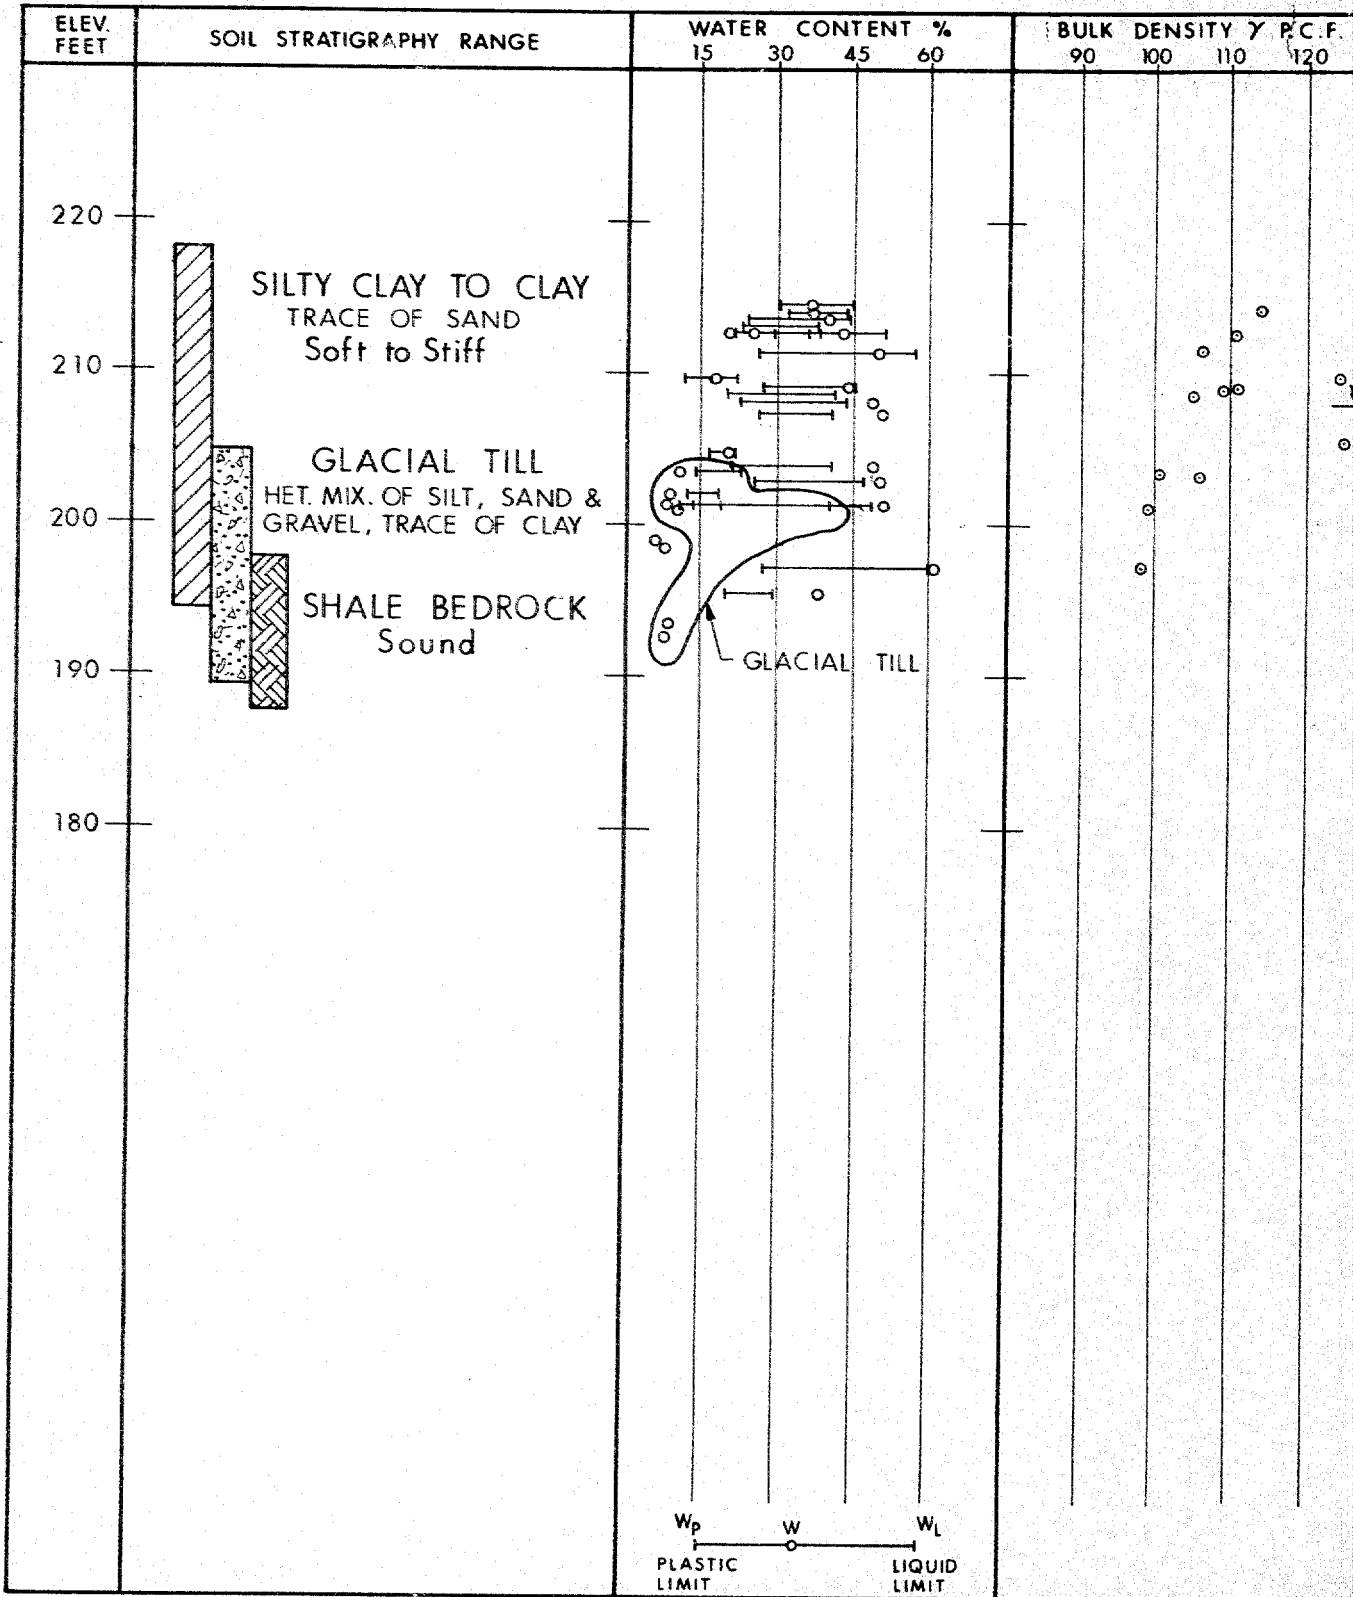 ELEV.
FEET
SOIL STRATIGRAPHY RANGE
WATER CONTENT %
15 30 45 60
BULK DENSITY γ P.C.F.
90 100 110 120
220
SILTY CLAY TO CLAY
TRACE OF SAND
Soft to Stiff
210
GLACIAL TILL
HET. MIX. OF SILT, SAND &
GRAVEL, TRACE OF CLAY
200
SHALE BEDROCK
Sound
GLACIAL TILL
190
180
WP W WL
PLASTIC
LIMIT
LIQUID
LIMIT